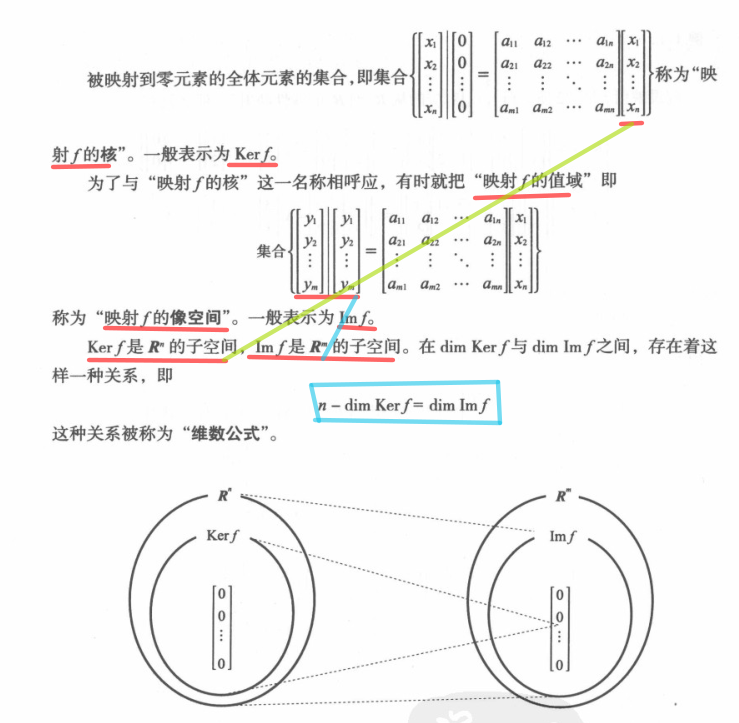 被映射到零元素的全体元素的集合,即集合{[x₁ x₂ ⋮ xₙ] | [0 0 ⋮ 0] = [a₁₁ a₁₂ ⋯ a₁ₙ; a₂₁ a₂₂ ⋯ a₂ₙ; ⋮ ⋮ ⋱ ⋮; aₘ₁ aₘ₂ ⋯ aₘₙ][x₁ x₂ ⋮ xₙ]}称为“映
射 f 的核”。一般表示为 Ker f。
为了与“映射 f 的核”这一名称相呼应，有时就把“映射 f 的值域”即
集合{[y₁ y₂ ⋮ yₘ] | [y₁ y₂ ⋮ yₘ] = [a₁₁ a₁₂ ⋯ a₁ₙ; a₂₁ a₂₂ ⋯ a₂ₙ; ⋮ ⋮ ⋱ ⋮; aₘ₁ aₘ₂ ⋯ aₘₙ][x₁ x₂ ⋮ xₙ]}
称为“映射 f 的像空间”。一般表示为 Im f。
Ker f 是 Rⁿ 的子空间，Im f 是 Rᵐ 的子空间。在 dim Ker f 与 dim Im f 之间，存在着这
样一种关系，即
n − dim Ker f = dim Im f
这种关系被称为“维数公式”。
Rⁿ Rᵐ
Ker f Im f
[0 0 ⋮ 0] [0 0 ⋮ 0]